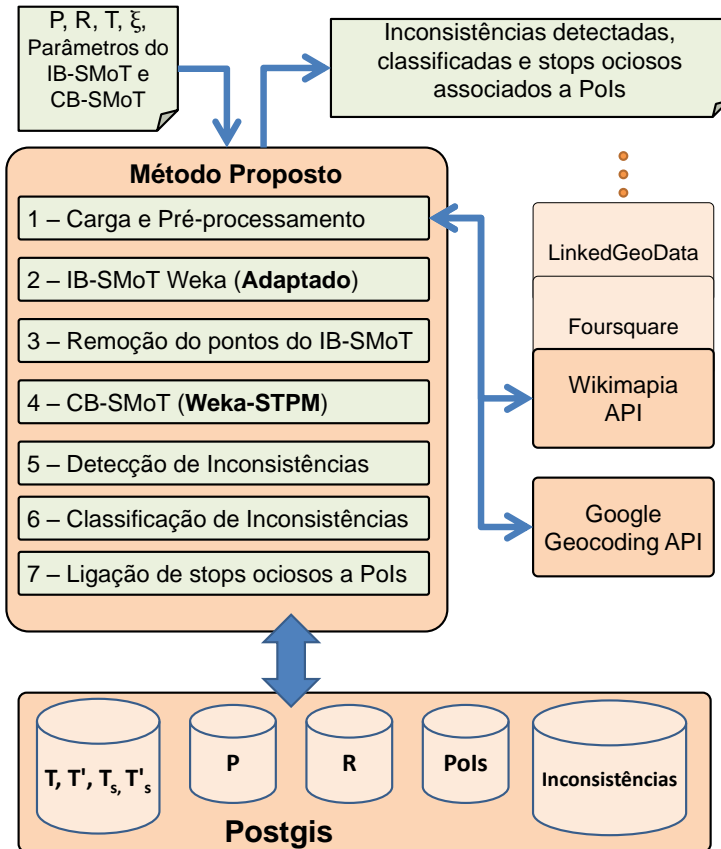 P, R, T, ξ,
Parâmetros do
IB-SMoT e
CB-SMoT
Inconsistências detectadas,
classificadas e stops ociosos
associados a PoIs
Método Proposto
1 – Carga e Pré-processamento
2 – IB-SMoT Weka (Adaptado)
3 – Remoção do pontos do IB-SMoT
4 – CB-SMoT (Weka-STPM)
5 – Detecção de Inconsistências
6 – Classificação de Inconsistências
7 – Ligação de stops ociosos a PoIs
LinkedGeoData
Foursquare
Wikimapia
API
Google
Geocoding API
T, T', Ts, T's
P
R
PoIs
Inconsistências
Postgis